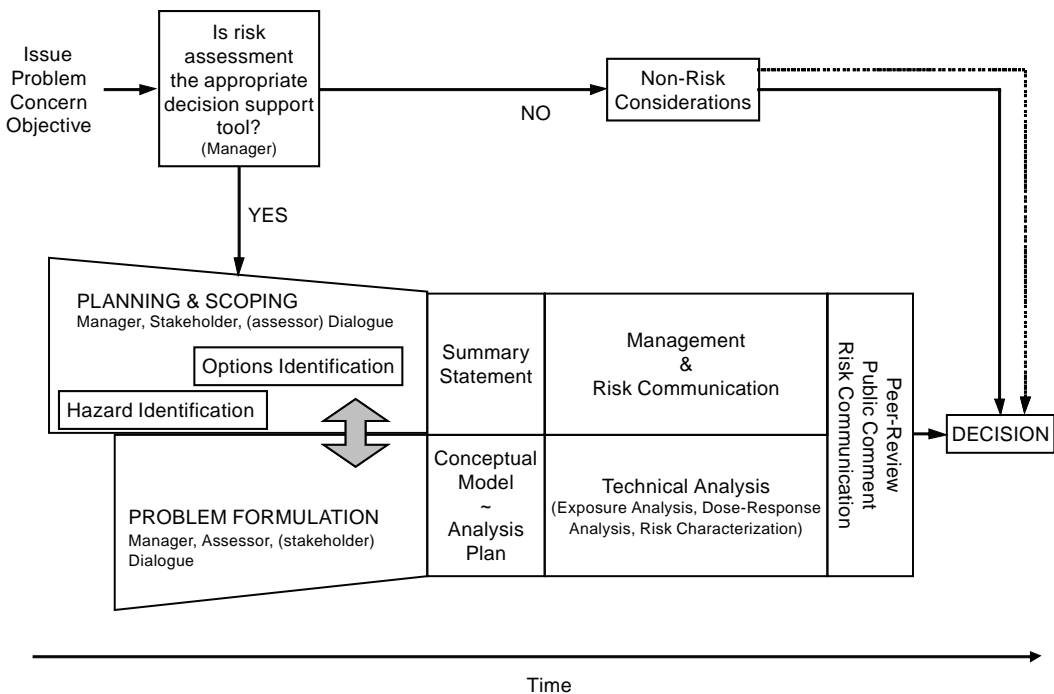 Issue
Problem
Concern
Objective
Is risk
assessment
the appropriate
decision support
tool?
(Manager)
NO
Non-Risk
Considerations
YES
PLANNING & SCOPING
Manager, Stakeholder, (assessor) Dialogue
Options Identification
Hazard Identification
Summary
Statement
Management
&
Risk Communication
Peer-Review
Public Comment
Risk Communication
DECISION
PROBLEM FORMULATION
Manager, Assessor, (stakeholder)
Dialogue
Conceptual
Model
~
Analysis
Plan
Technical Analysis
(Exposure Analysis, Dose-Response
Analysis, Risk Characterization)
Time